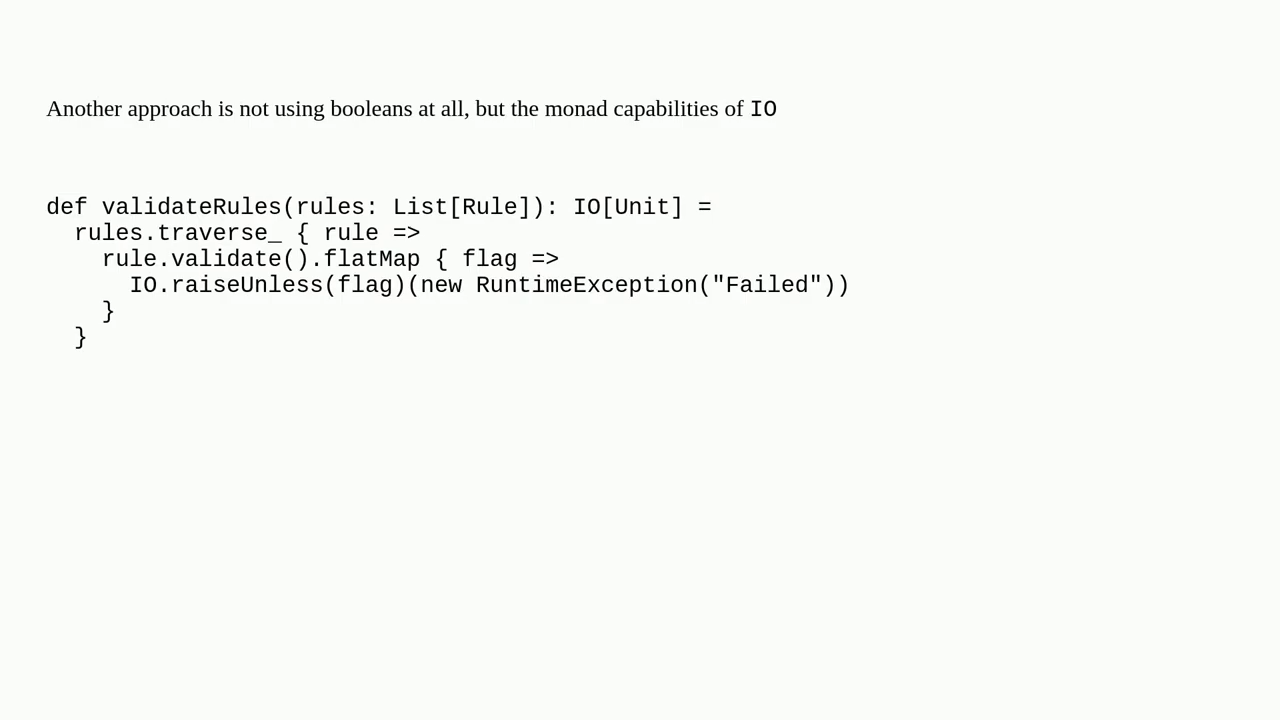 Another approach is not using booleans at all, but the monad capabilities of IO
def validateRules(rules: List[Rule]): IO[Unit] =
  rules.traverse_ { rule =>
    rule.validate().flatMap { flag =>
      IO.raiseUnless(flag)(new RuntimeException("Failed"))
    }
  }